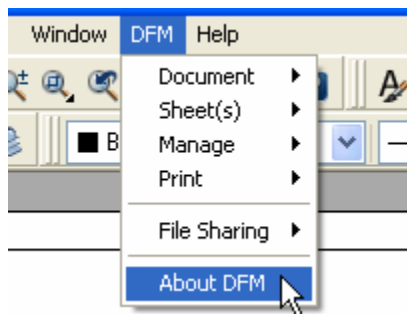 Window DFM Help
Document
Sheet(s)
B
Manage
Print
File Sharing
About DFM